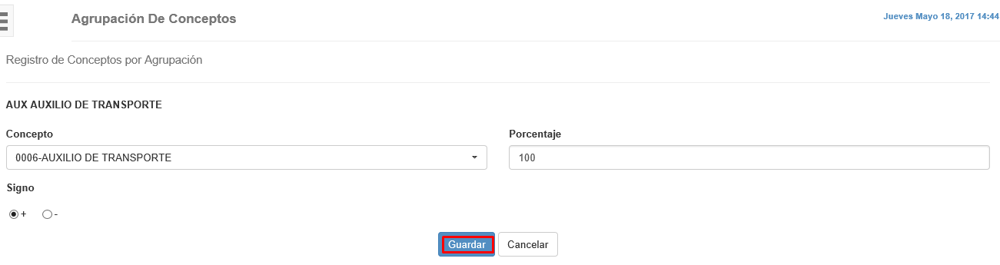 Agrupación De Conceptos
Jueves Mayo 18, 2017 14:44
Registro de Conceptos por Agrupación
AUX AUXILIO DE TRANSPORTE
Concepto
Porcentaje
0006-AUXILIO DE TRANSPORTE
100
Signo
+ -
Guardar Cancelar